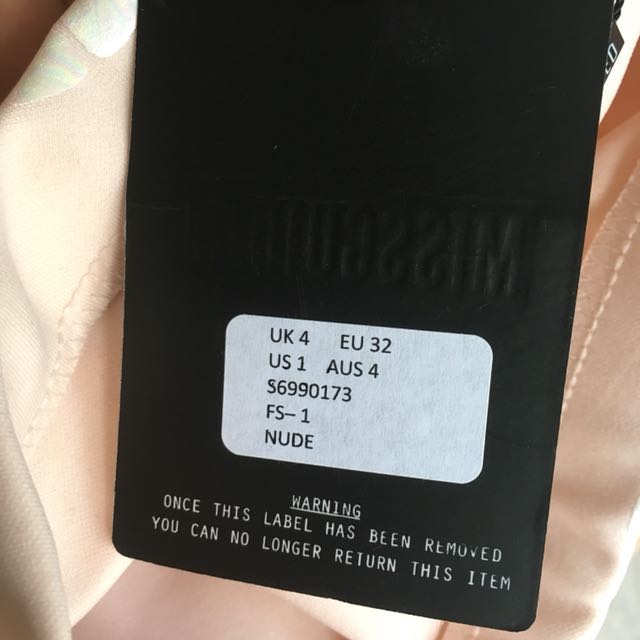 UK 4 EU 32
US 1 AUS 4
S6990173
FS– 1
NUDE
WARNING
ONCE THIS LABEL HAS BEEN REMOVED
YOU CAN NO LONGER RETURN THIS ITEM